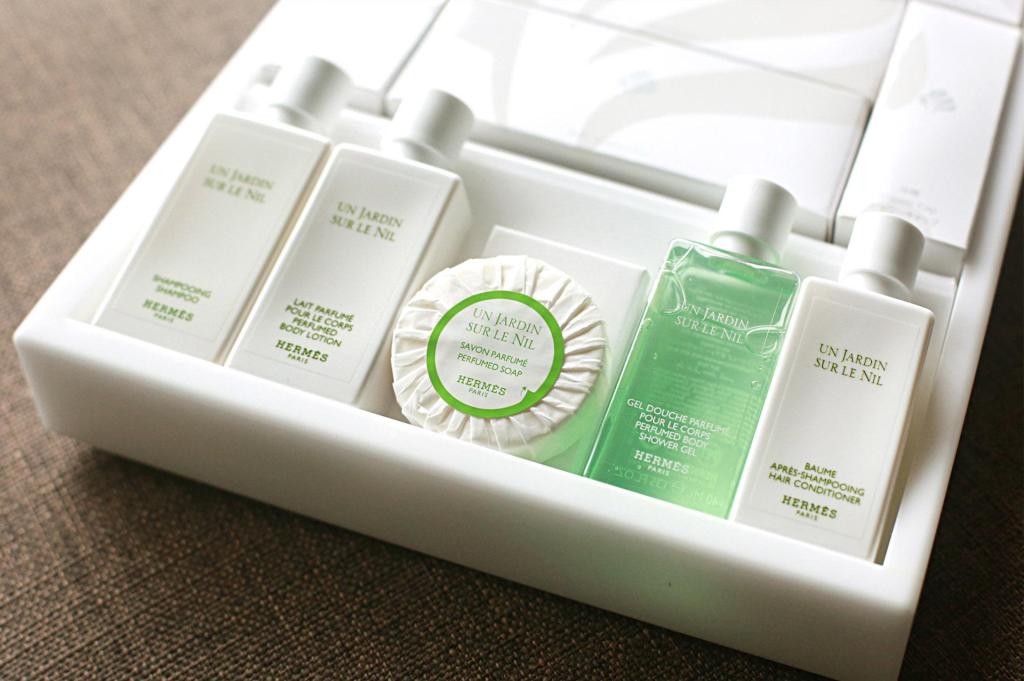 UN JARDIN
SUR LE NIL
SHAMPOOING
SHAMPOO
HERMÈS
PARIS
UN JARDIN
SUR LE NIL
LAIT PARFUMÉ
POUR LE CORPS
PERFUMED
BODY LOTION
HERMÈS
PARIS
UN JARDIN
SUR LE NIL
SAVON PARFUMÉ
PERFUMED SOAP
HERMÈS
PARIS
UN JARDIN
SUR LE NIL
GEL DOUCHE PARFUMÉ
POUR LE CORPS
PERFUMED BODY
SHOWER GEL
HERMÈS
PARIS
UN JARDIN
SUR LE NIL
BAUME
APRÈS-SHAMPOOING
HAIR CONDITIONER
HERMÈS
PARIS